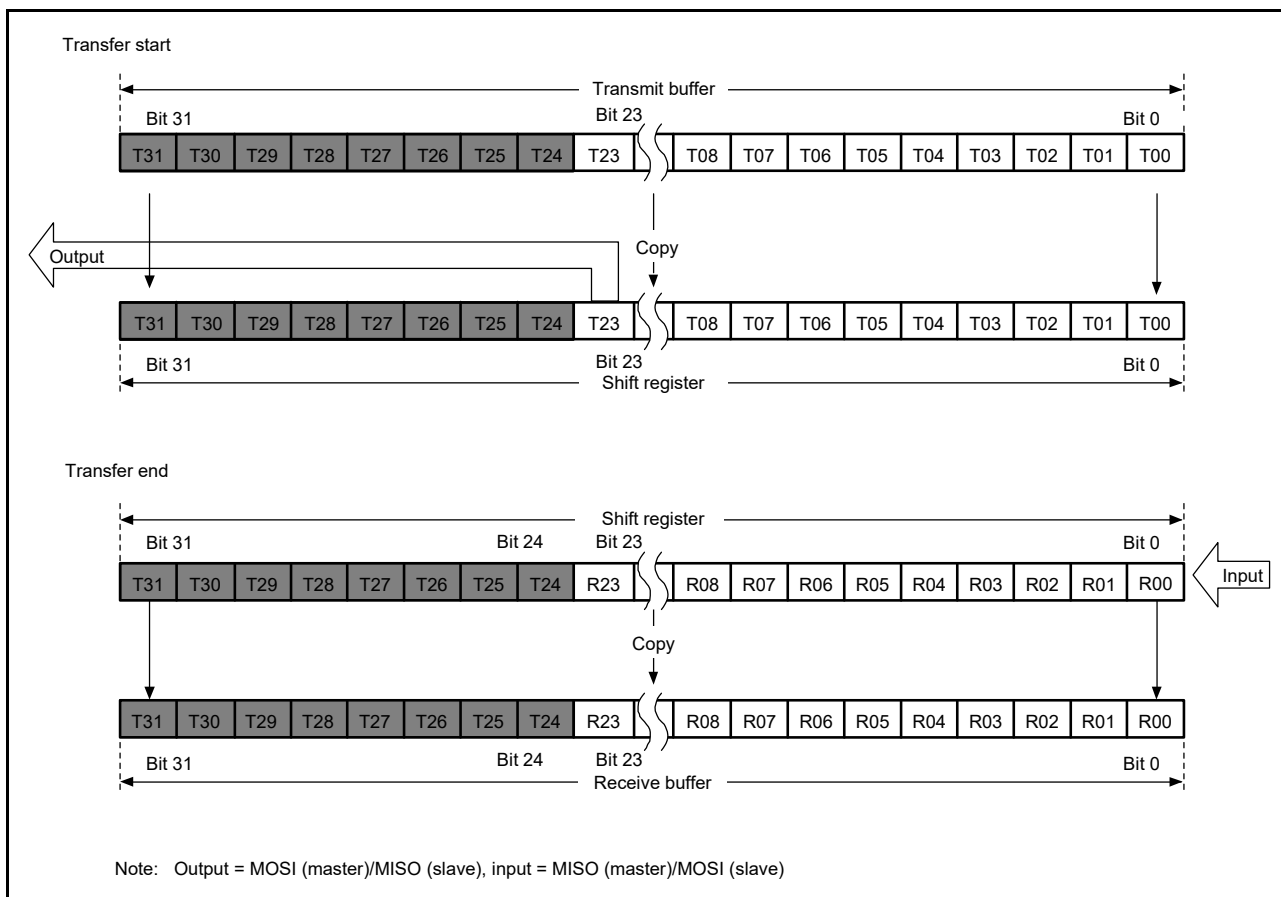 Transfer start
Transmit buffer
Bit 31 Bit 23 Bit 0
T31 T30 T29 T28 T27 T26 T25 T24 T23 T08 T07 T06 T05 T04 T03 T02 T01 T00
Output Copy
T31 T30 T29 T28 T27 T26 T25 T24 T23 T08 T07 T06 T05 T04 T03 T02 T01 T00
Bit 31 Bit 23 Bit 0
Shift register
Transfer end
Shift register
Bit 31 Bit 24 Bit 23 Bit 0
T31 T30 T29 T28 T27 T26 T25 T24 R23 R08 R07 R06 R05 R04 R03 R02 R01 R00 Input
Copy
T31 T30 T29 T28 T27 T26 T25 T24 R23 R08 R07 R06 R05 R04 R03 R02 R01 R00
Bit 31 Bit 24 Bit 23 Bit 0
Receive buffer
Note: Output = MOSI (master)/MISO (slave), input = MISO (master)/MOSI (slave)